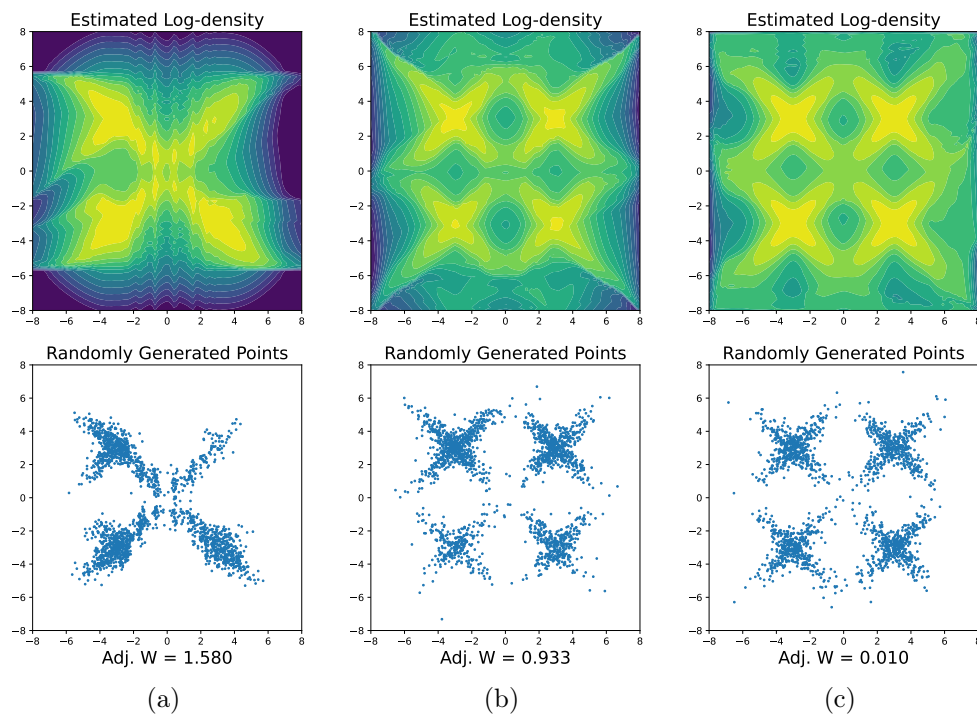 Estimated Log-density Estimated Log-density Estimated Log-density
8 8 8
6 6 6
4 4 4
2 2 2
0 0 0
−2 −2 −2
−4 −4 −4
−6 −6 −6
−8 −8 −8
−8 −6 −4 −2 0 2 4 6 8 −8 −6 −4 −2 0 2 4 6 8 −8 −6 −4 −2 0 2 4 6 8
Randomly Generated Points Randomly Generated Points Randomly Generated Points
8 8 8
6 6 6
4 4 4
2 2 2
0 0 0
−2 −2 −2
−4 −4 −4
−6 −6 −6
−8 −8 −8
−8 −6 −4 −2 0 2 4 6 8 −8 −6 −4 −2 0 2 4 6 8 −8 −6 −4 −2 0 2 4 6 8
Adj. W = 1.580 Adj. W = 0.933 Adj. W = 0.010
(a) (b) (c)